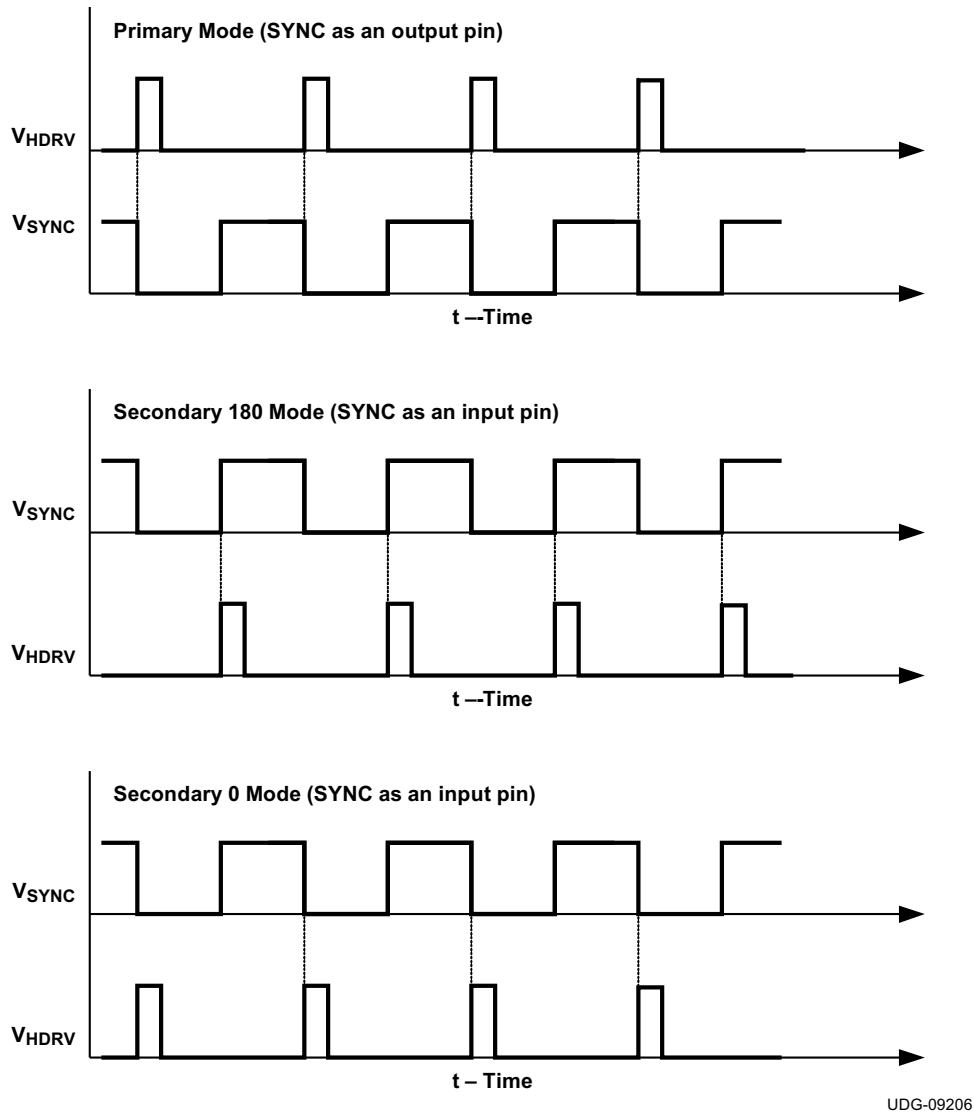 Primary Mode (SYNC as an output pin)
VHDRV
VSYNC
t –-Time
Secondary 180 Mode (SYNC as an input pin)
VSYNC
VHDRV
t –-Time
Secondary 0 Mode (SYNC as an input pin)
VSYNC
VHDRV
t – Time
UDG-09206